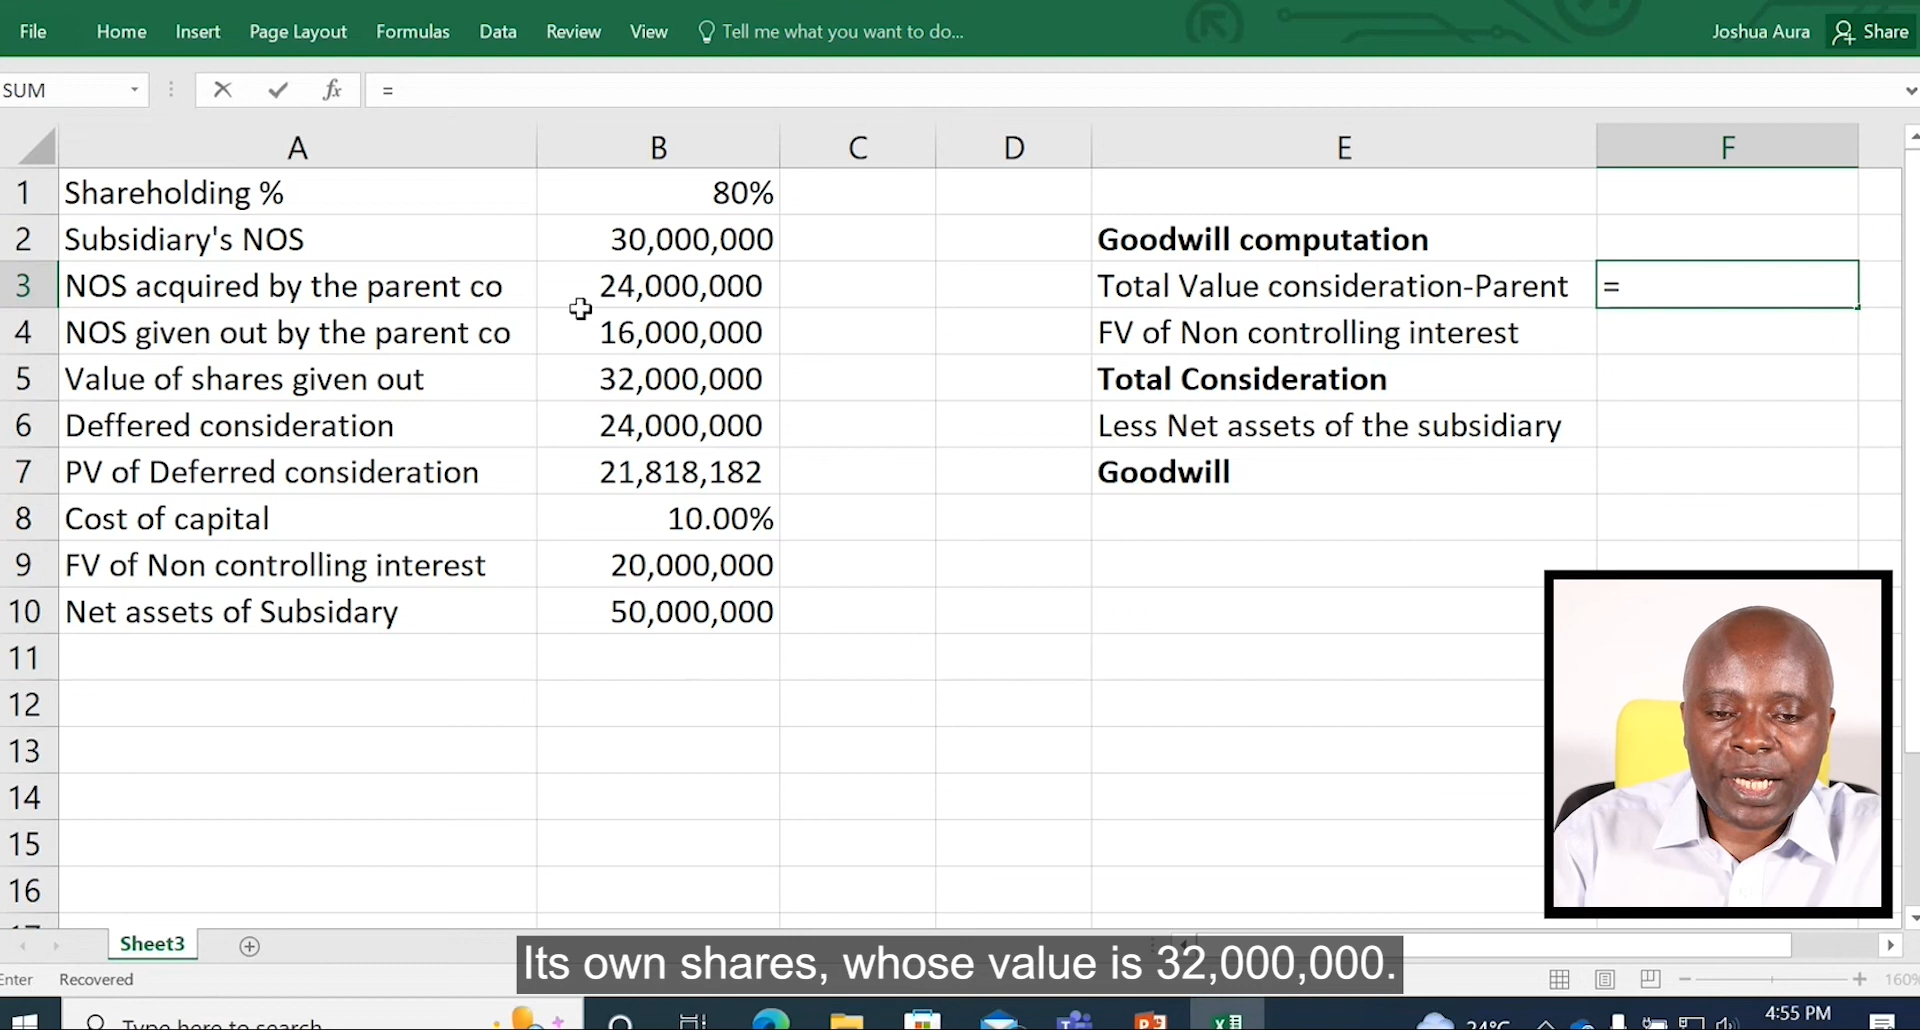 File Home Insert Page Layout Formulas Data Review View Tell me what you want to do... Joshua Aura Share
SUM fx =
A B C D E F
1 Shareholding % 80%
2 Subsidiary's NOS 30,000,000 Goodwill computation
3 NOS acquired by the parent co 24,000,000 Total Value consideration-Parent =
4 NOS given out by the parent co 16,000,000 FV of Non controlling interest
5 Value of shares given out 32,000,000 Total Consideration
6 Deffered consideration 24,000,000 Less Net assets of the subsidiary
7 PV of Deferred consideration 21,818,182 Goodwill
8 Cost of capital 10.00%
9 FV of Non controlling interest 20,000,000
10 Net assets of Subsidary 50,000,000
11
12
13
14
15
16
Sheet3
Its own shares, whose value is 32,000,000.
Enter Recovered 160%
Type here to search 24°C 4:55 PM